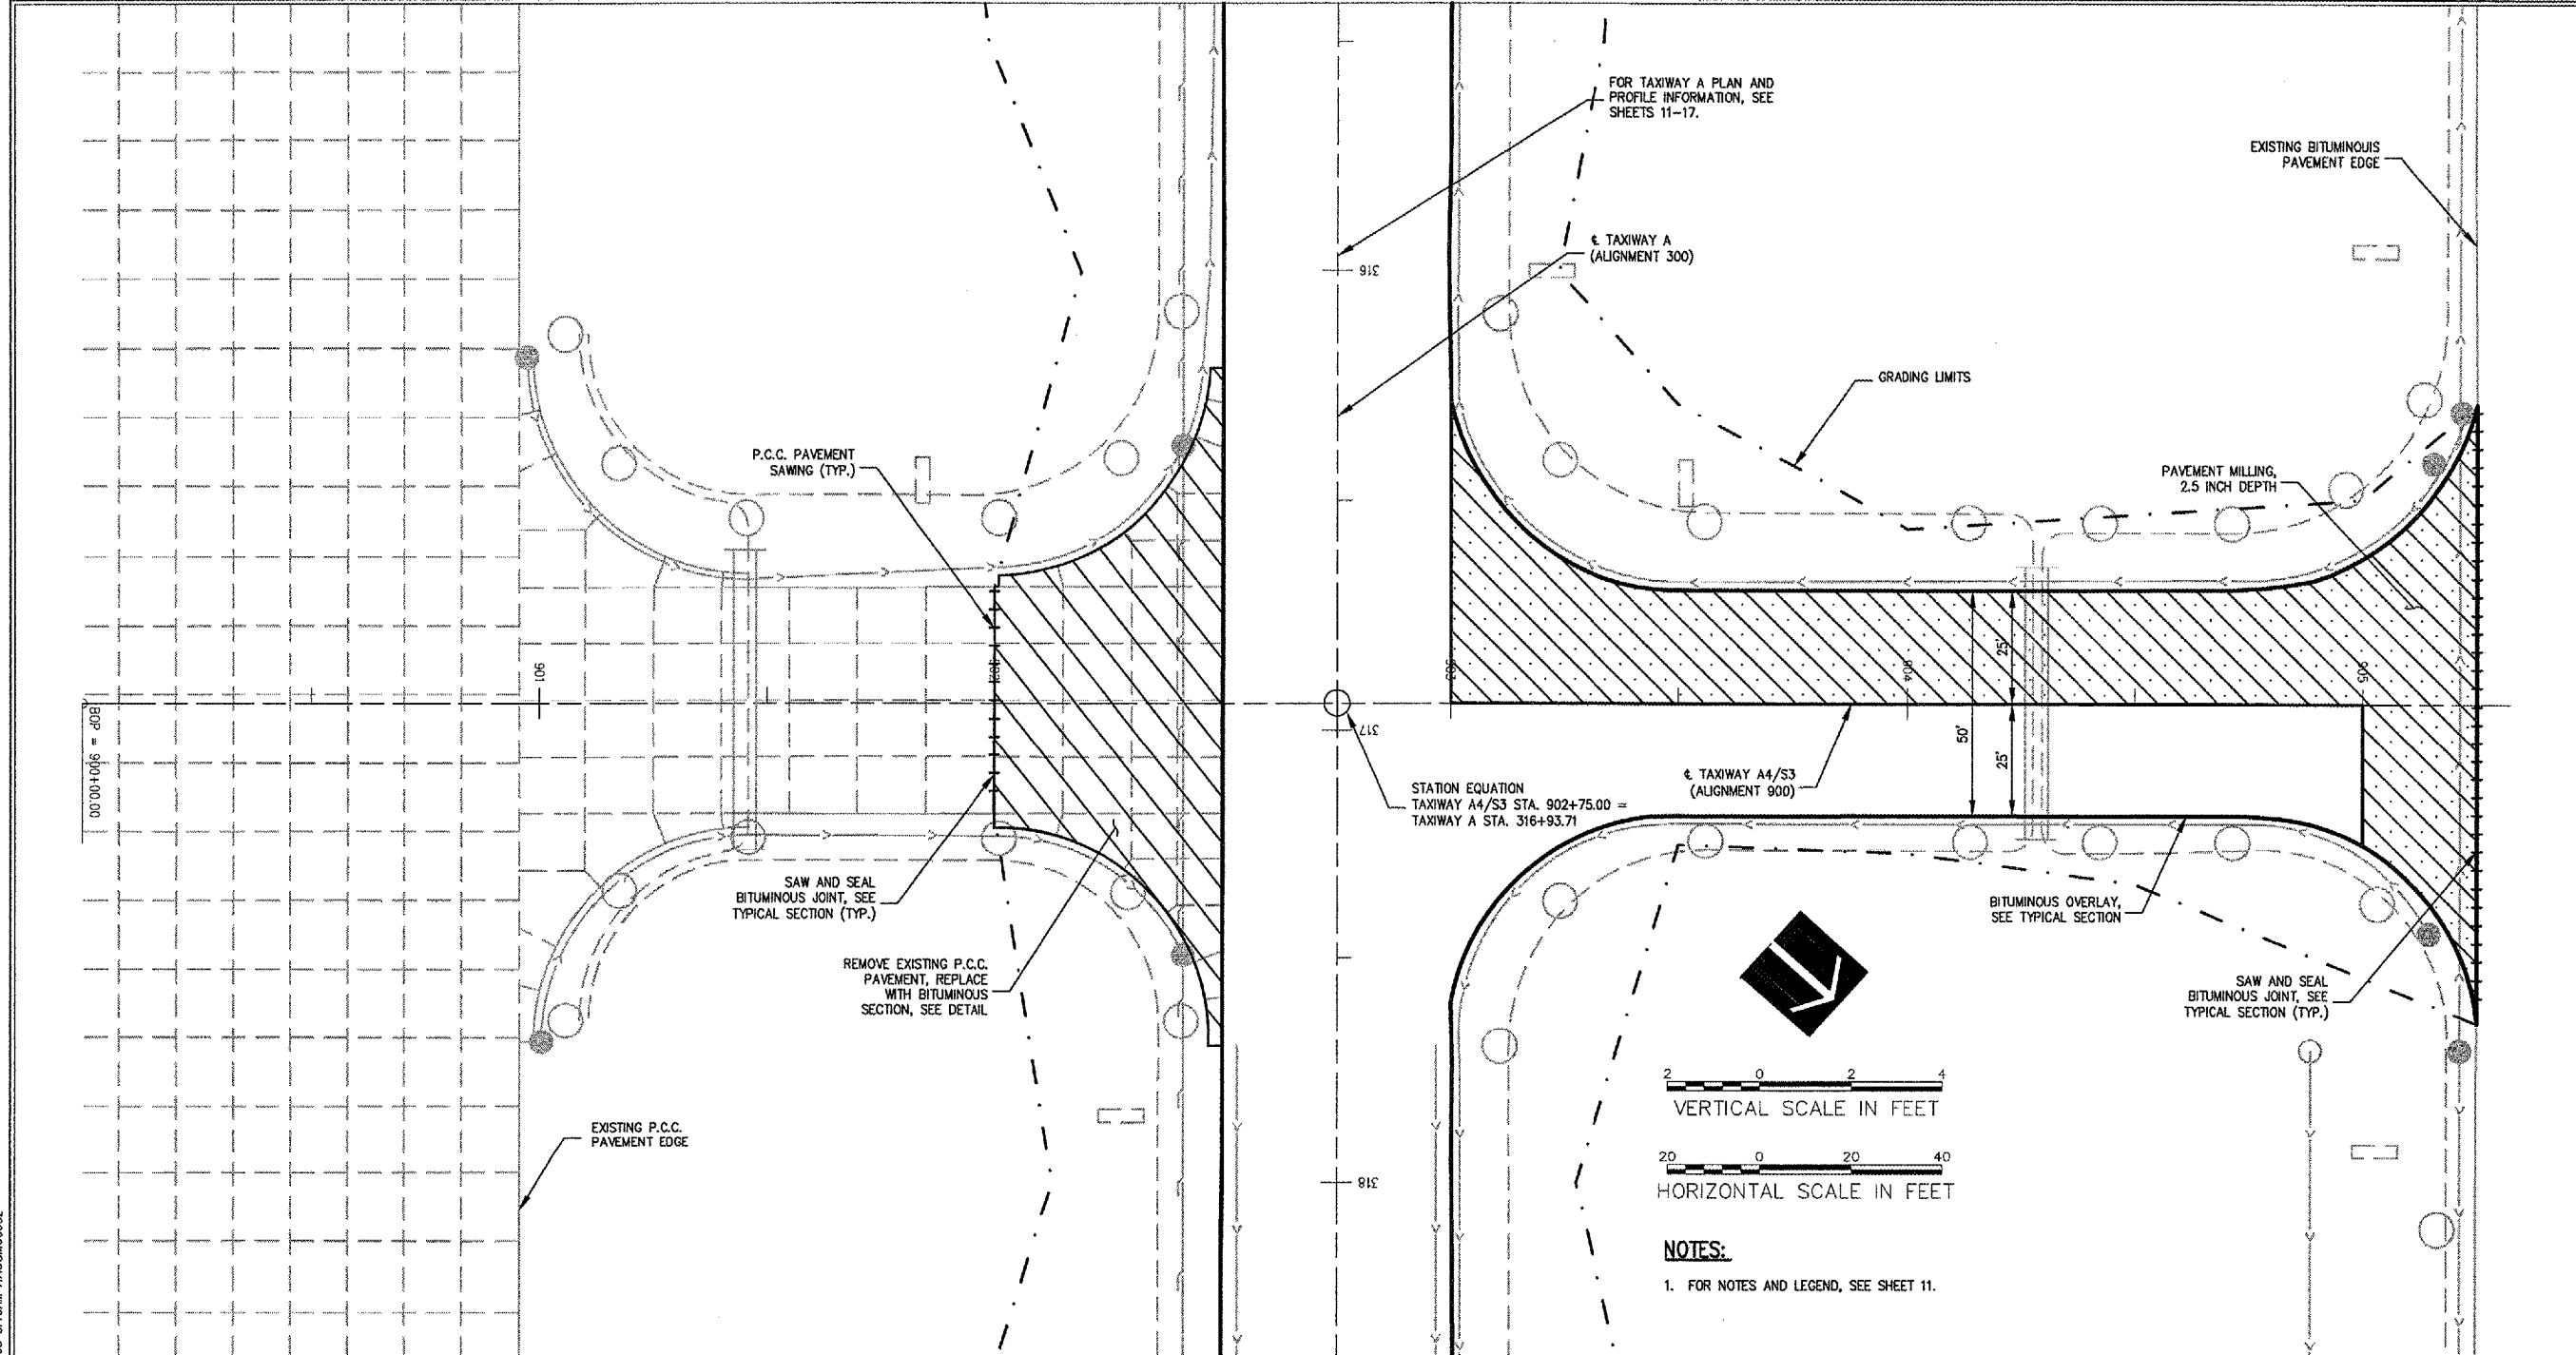 FOR TAXIWAY A PLAN AND
PROFILE INFORMATION, SEE
SHEETS 11-17.
EXISTING BITUMINOUIS
PAVEMENT EDGE
℄ TAXIWAY A
(ALIGNMENT 300)
316
GRADING LIMITS
P.C.C. PAVEMENT
SAWING (TYP.)
PAVEMENT MILLING,
2.5 INCH DEPTH
901
902
903
904
905
25'
50'
25'
BOP = 900+00.00
317
STATION EQUATION
TAXIWAY A4/S3 STA. 902+75.00 =
TAXIWAY A STA. 316+93.71
℄ TAXIWAY A4/S3
(ALIGNMENT 900)
SAW AND SEAL
BITUMINOUS JOINT, SEE
TYPICAL SECTION (TYP.)
BITUMINOUS OVERLAY,
SEE TYPICAL SECTION
REMOVE EXISTING P.C.C.
PAVEMENT, REPLACE
WITH BITUMINOUS
SECTION, SEE DETAIL
SAW AND SEAL
BITUMINOUS JOINT, SEE
TYPICAL SECTION (TYP.)
2 0 2 4
VERTICAL SCALE IN FEET
EXISTING P.C.C.
PAVEMENT EDGE
20 0 20 40
HORIZONTAL SCALE IN FEET
318
NOTES:
1. FOR NOTES AND LEGEND, SEE SHEET 11.